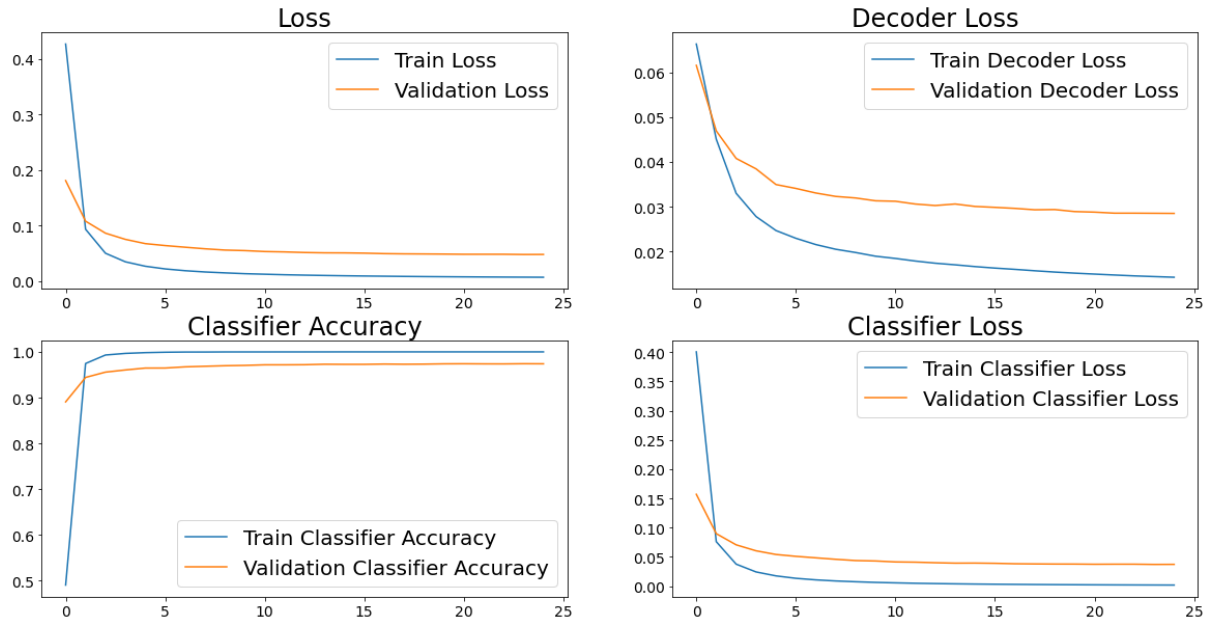 Loss
0.4
0.3
0.2
0.1
0.0
Train Loss
Validation Loss
0 5 10 15 20 25
Decoder Loss
0.06
0.05
0.04
0.03
0.02
Train Decoder Loss
Validation Decoder Loss
0 5 10 15 20 25
Classifier Accuracy
1.0
0.9
0.8
0.7
0.6
0.5
Train Classifier Accuracy
Validation Classifier Accuracy
0 5 10 15 20 25
Classifier Loss
0.40
0.35
0.30
0.25
0.20
0.15
0.10
0.05
0.00
Train Classifier Loss
Validation Classifier Loss
0 5 10 15 20 25